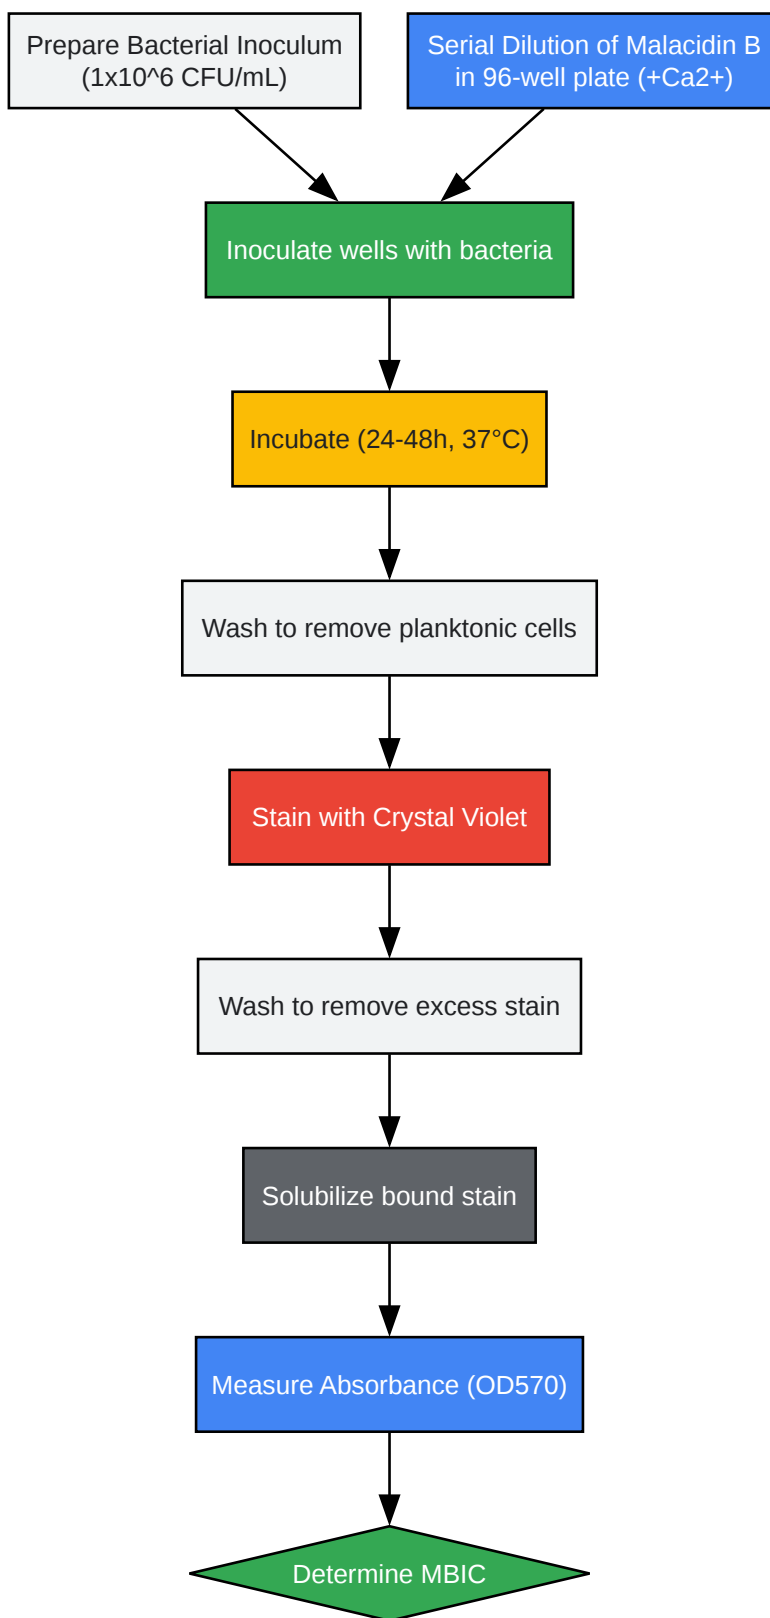 Prepare Bacterial Inoculum
(1x10^6 CFU/mL)
Serial Dilution of Malacidin B
in 96-well plate (+Ca2+)
Inoculate wells with bacteria
Incubate (24-48h, 37°C)
Wash to remove planktonic cells
Stain with Crystal Violet
Wash to remove excess stain
Solubilize bound stain
Measure Absorbance (OD570)
Determine MBIC